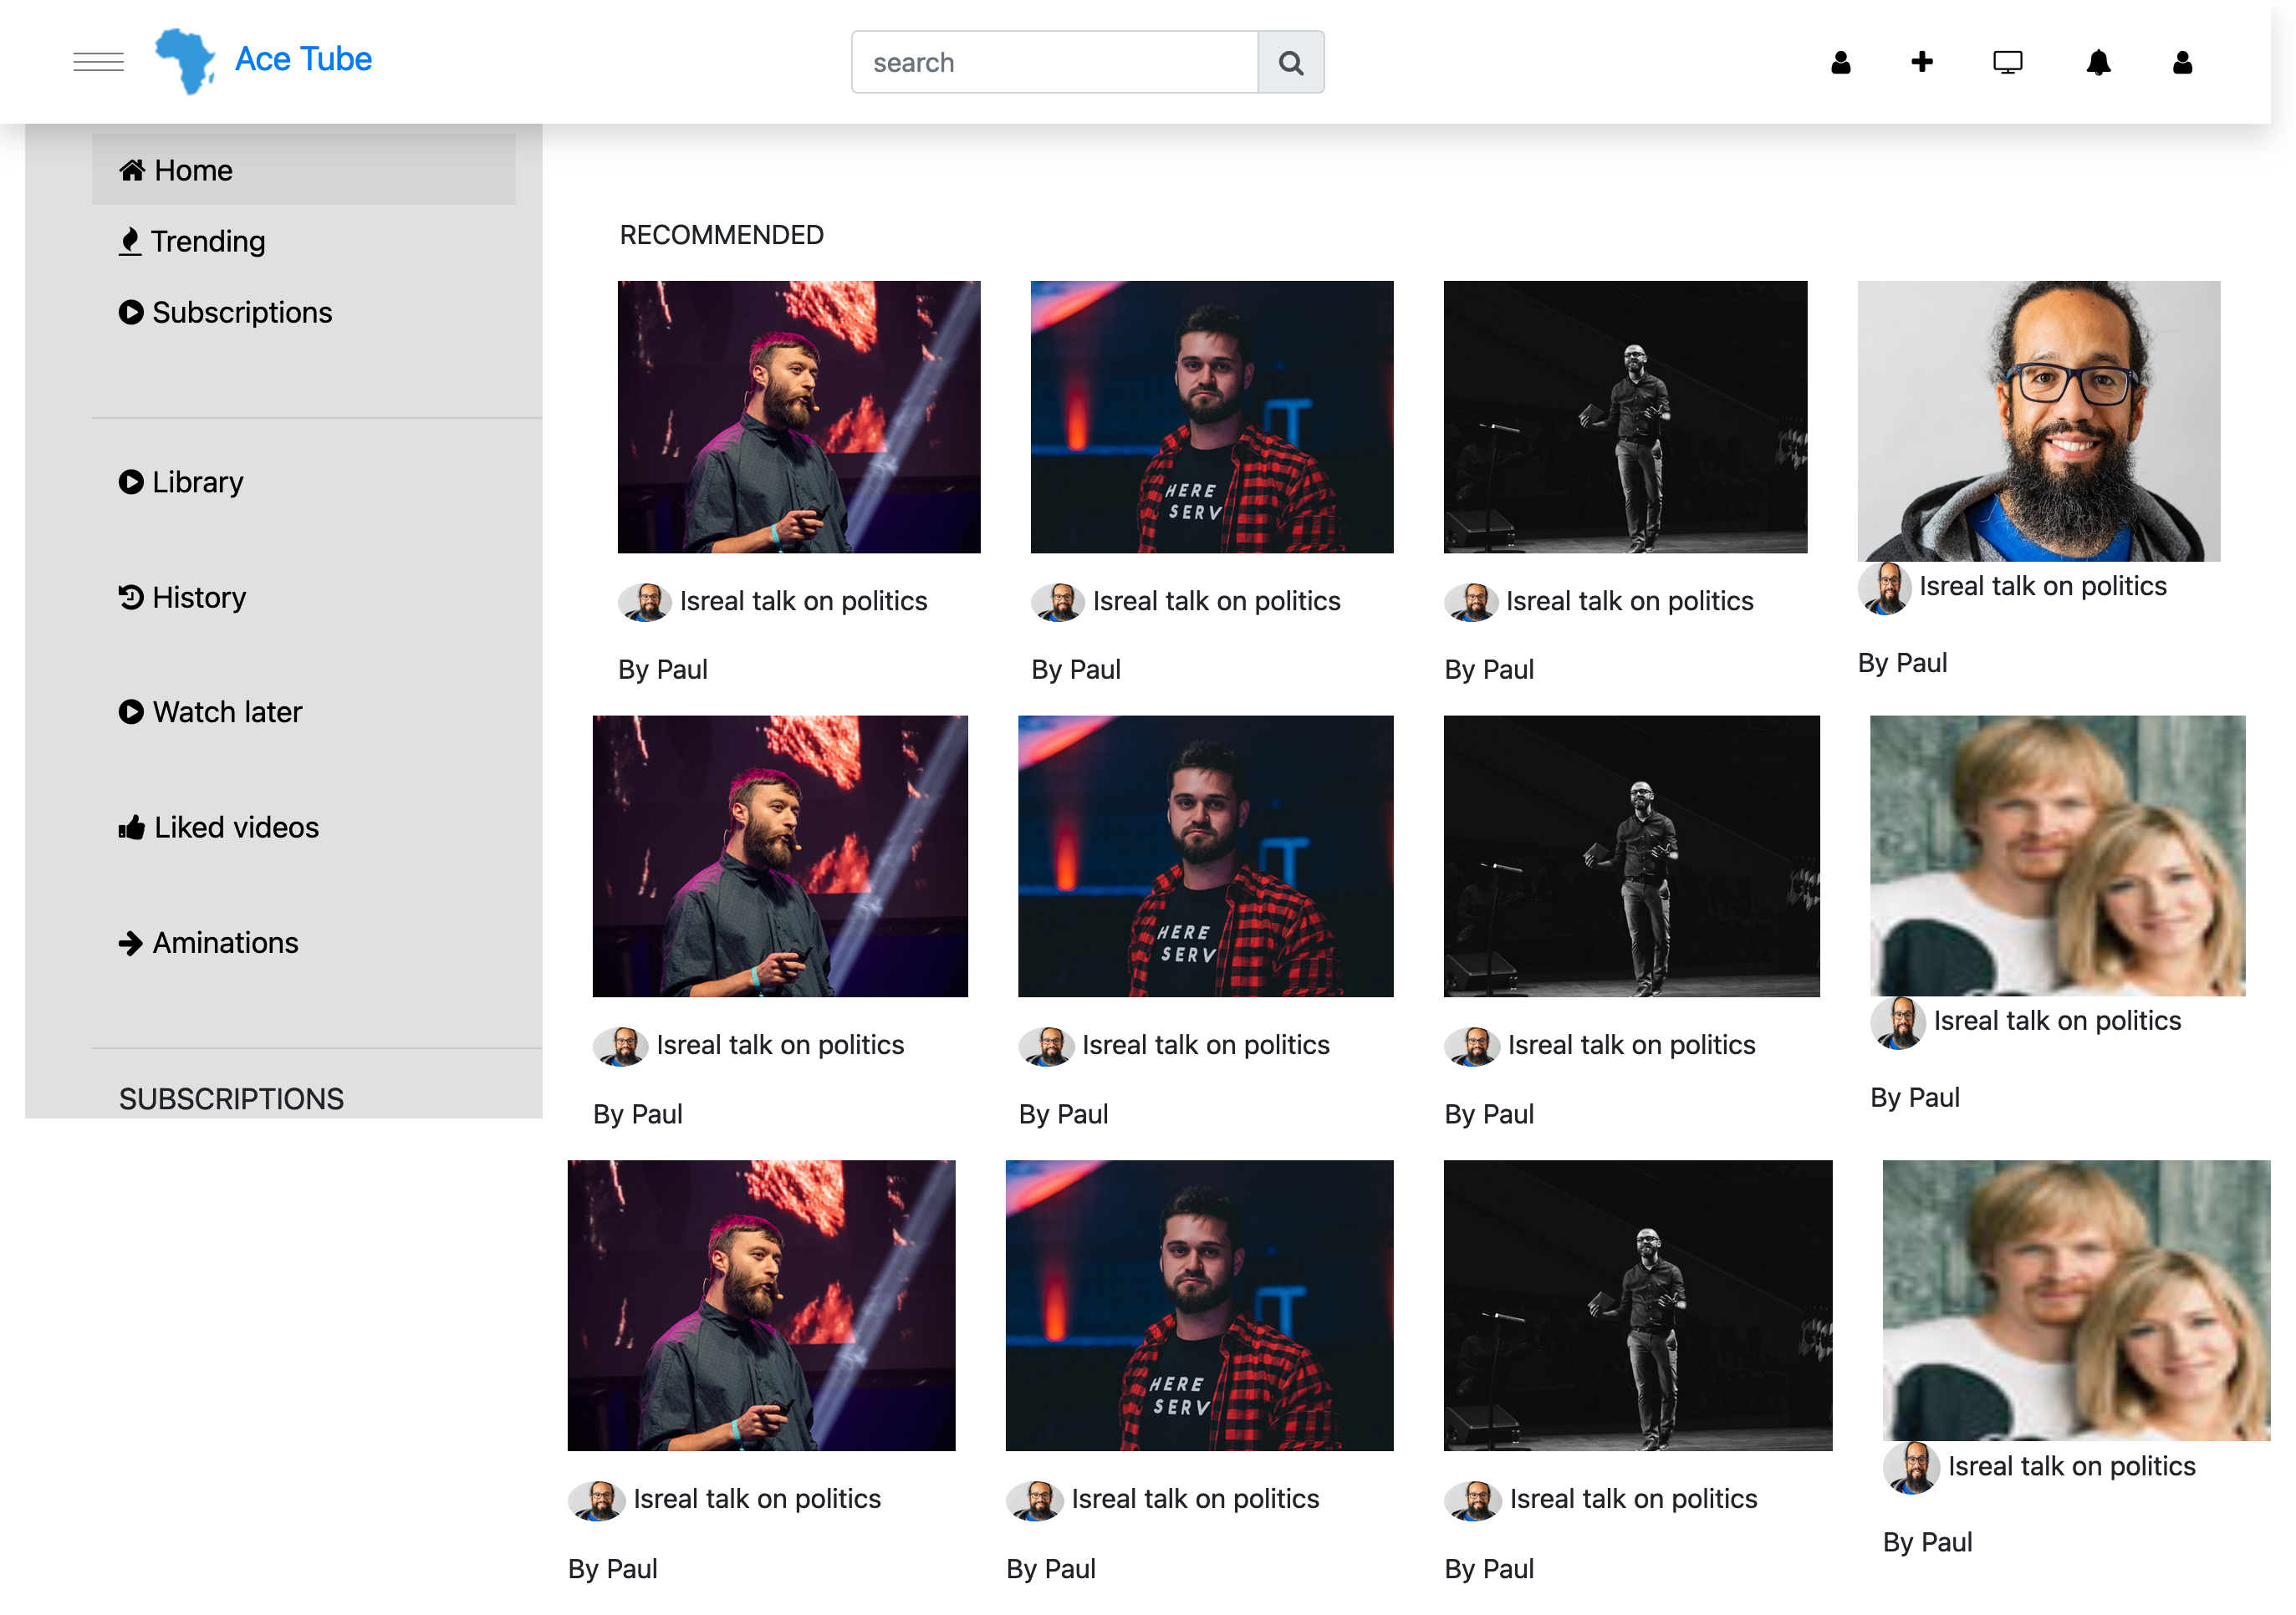 Ace Tube
search
Home
Trending
Subscriptions
Library
History
Watch later
Liked videos
Aminations
SUBSCRIPTIONS
RECOMMENDED
HERE
SERV
Isreal talk on politics
Isreal talk on politics
Isreal talk on politics
Isreal talk on politics
By Paul
By Paul
By Paul
By Paul
HERE
SERV
Isreal talk on politics
Isreal talk on politics
Isreal talk on politics
Isreal talk on politics
By Paul
By Paul
By Paul
By Paul
HERE
SERV
Isreal talk on politics
Isreal talk on politics
Isreal talk on politics
Isreal talk on politics
By Paul
By Paul
By Paul
By Paul